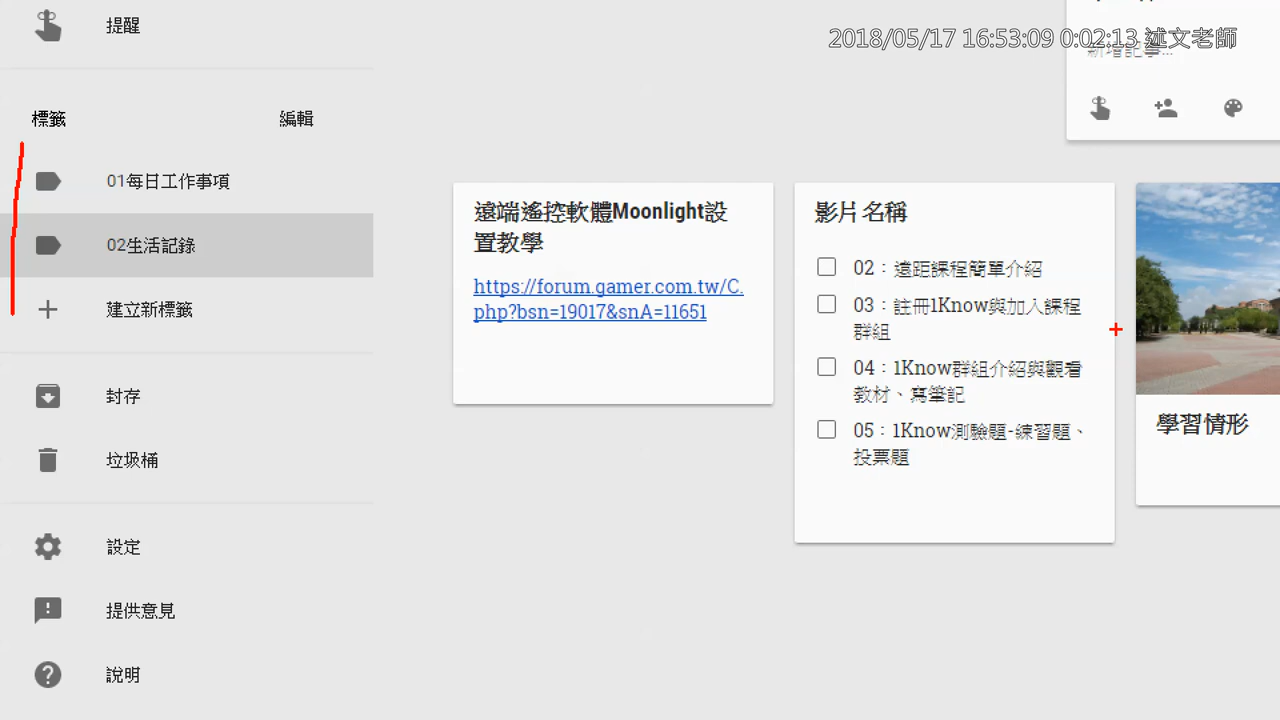 提醒
2018/05/17 16:53:09 0:02:13 述文老師
新增記事...
標籤
編輯
01每日工作事項
02生活記錄
建立新標籤
封存
垃圾桶
設定
提供意見
說明
遠端遙控軟體Moonlight設
置教學
https://forum.gamer.com.tw/C.
php?bsn=19017&snA=11651
影片名稱
02：遠距課程簡單介紹
03：註冊1Know與加入課程
群組
04：1Know群組介紹與觀看
教材、寫筆記
05：1Know測驗題-練習題、
投票題
學習情形